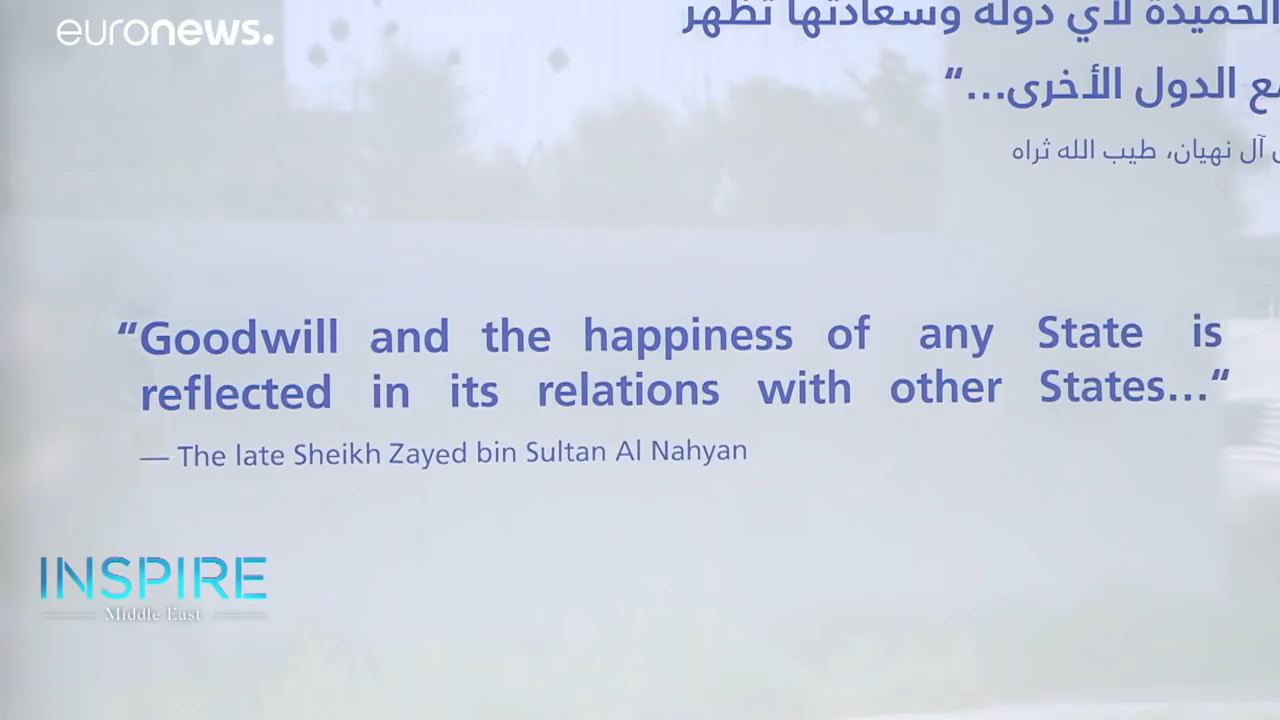 euronews.
الحميدة لأي دولة وسعادتها تظهر
الدول الأخرى..."
آل نهيان، طيب الله ثراه
"Goodwill and the happiness of any State is
reflected in its relations with other States..."
— The late Sheikh Zayed bin Sultan Al Nahyan
INSPIRE
Middle East